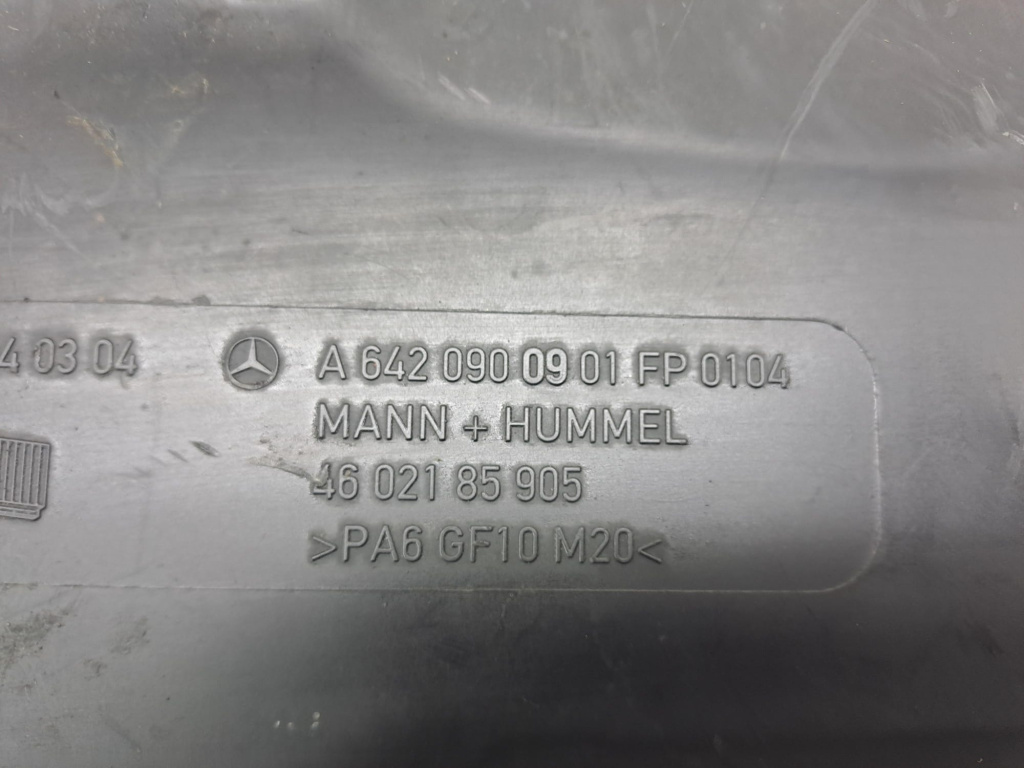 4 03 04 A 642 090 09 01 FP 0104
MANN + HUMMEL
46 021 85 905
>PA6 GF10 M20<